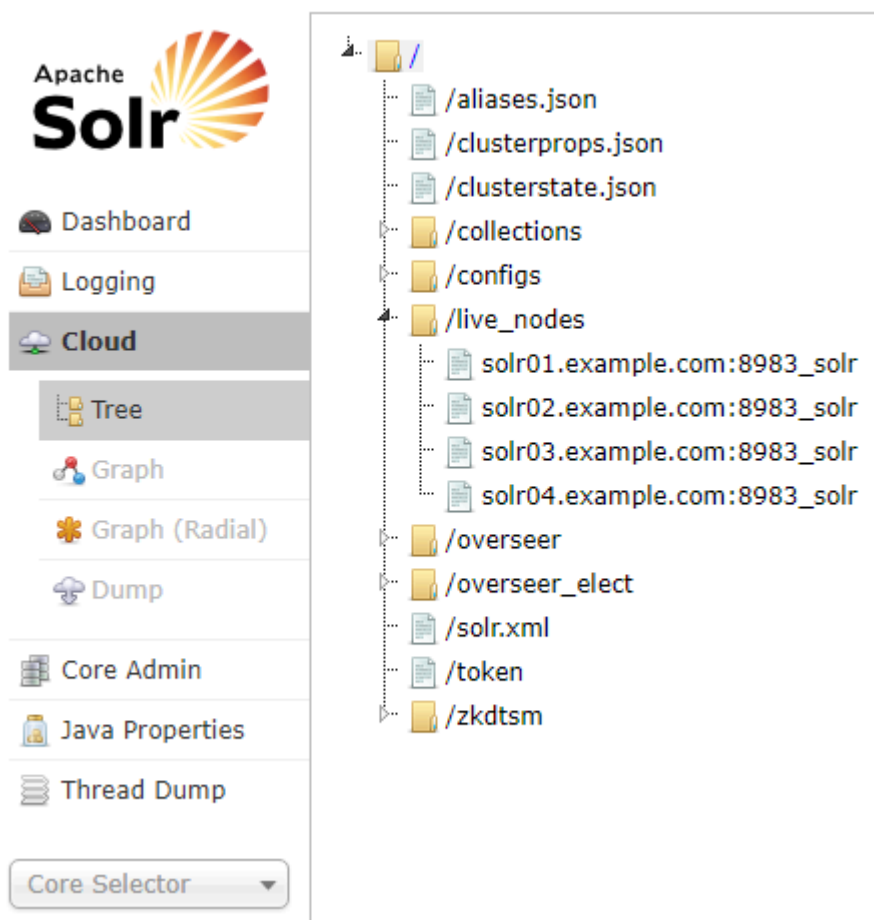 Apache
Solr
Dashboard
Logging
Cloud
Tree
Graph
Graph (Radial)
Dump
Core Admin
Java Properties
Thread Dump
Core Selector
/
/aliases.json
/clusterprops.json
/clusterstate.json
/collections
/configs
/live_nodes
solr01.example.com:8983_solr
solr02.example.com:8983_solr
solr03.example.com:8983_solr
solr04.example.com:8983_solr
/overseer
/overseer_elect
/solr.xml
/token
/zkdtsm